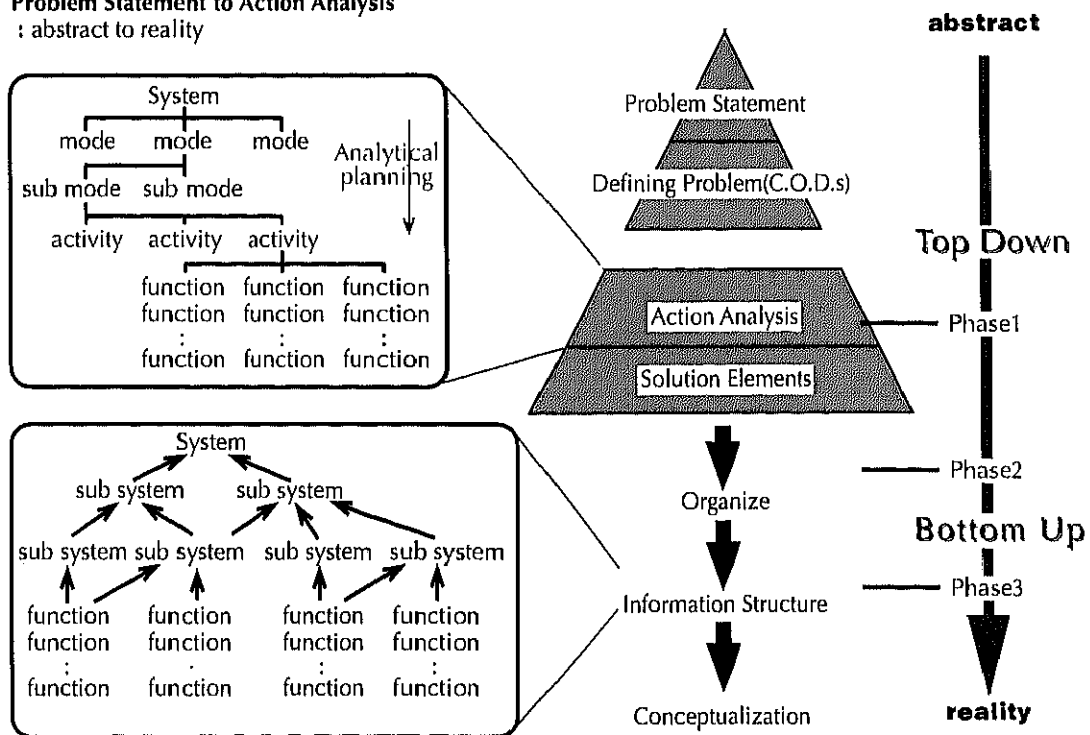 Problem Statement to Action Analysis
: abstract to reality
System
mode mode mode
sub mode sub mode
activity activity activity
function function function
function function function
: : :
function function function
Analytical
planning
System
sub system sub system
sub system sub system sub system sub system
function function function function
function function function function
: . : :
function function function function
Problem Statement
Defining Problem(C.O.D.s)
Action Analysis
Solution Elements
Organize
Information Structure
Conceptualization
abstract
Top Down
Phase1
Phase2
Bottom Up
Phase3
reality